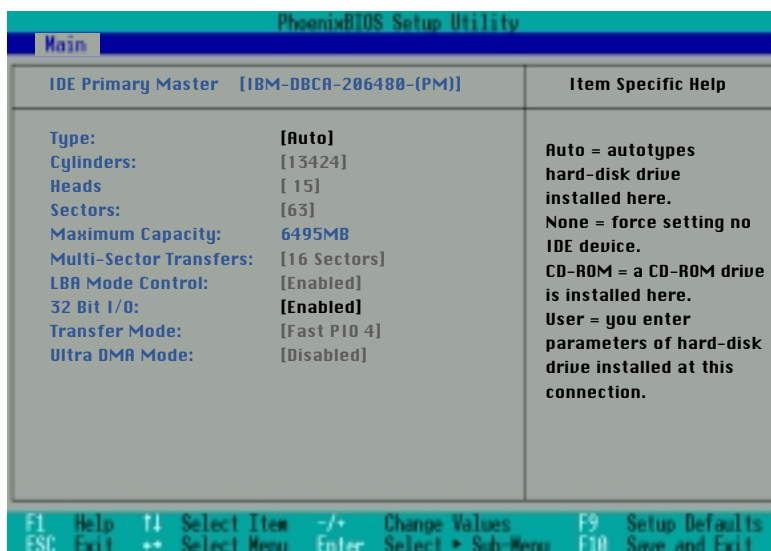 PhoenixBIOS Setup Utility
Main
IDE Primary Master [IBM-DBCA-206480-(PM)]
Item Specific Help
Type: [Auto]
Cylinders: [13424]
Heads [ 15]
Sectors: [63]
Maximum Capacity: 6495MB
Multi-Sector Transfers: [16 Sectors]
LBA Mode Control: [Enabled]
32 Bit I/O: [Enabled]
Transfer Mode: [Fast PIO 4]
Ultra DMA Mode: [Disabled]
Auto = autotypes
hard-disk drive
installed here.
None = force setting no
IDE device.
CD-ROM = a CD-ROM drive
is installed here.
User = you enter
parameters of hard-disk
drive installed at this
connection.
F1 Help ↑↓ Select Item -/+ Change Values F9 Setup Defaults
ESC Exit ↔ Select Menu Enter Select ► Sub-Menu F10 Save and Exit